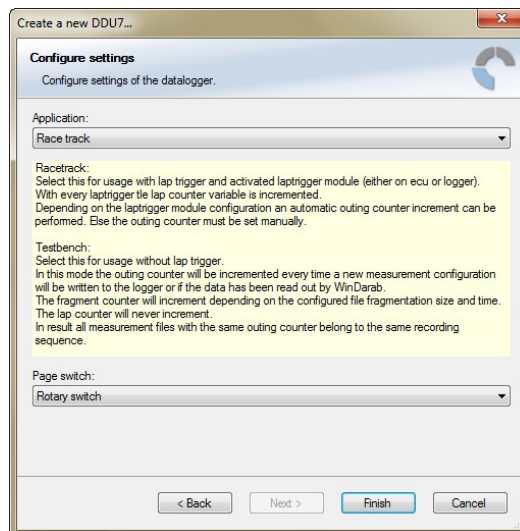 Create a new DDU7...
Configure settings
Configure settings of the datalogger.
Application:
Race track
Racetrack:
Select this for usage with lap trigger and activated laptrigger module (either on ecu or logger).
With every laptrigger tle lap counter variable is incremented.
Depending on the laptrigger module configuration an automatic outing counter increment can be
performed. Else the outing counter must be set manually.
Testbench:
Select this for usage without lap trigger.
In this mode the outing counter will be incremented every time a new measurement configuration
will be written to the logger or if the data has been read out by WinDarab.
The fragment counter will increment depending on the configured file fragmentation size and time.
The lap counter will never increment.
In result all measurement files with the same outing counter belong to the same recording
sequence.
Page switch:
Rotary switch
< Back
Next >
Finish
Cancel